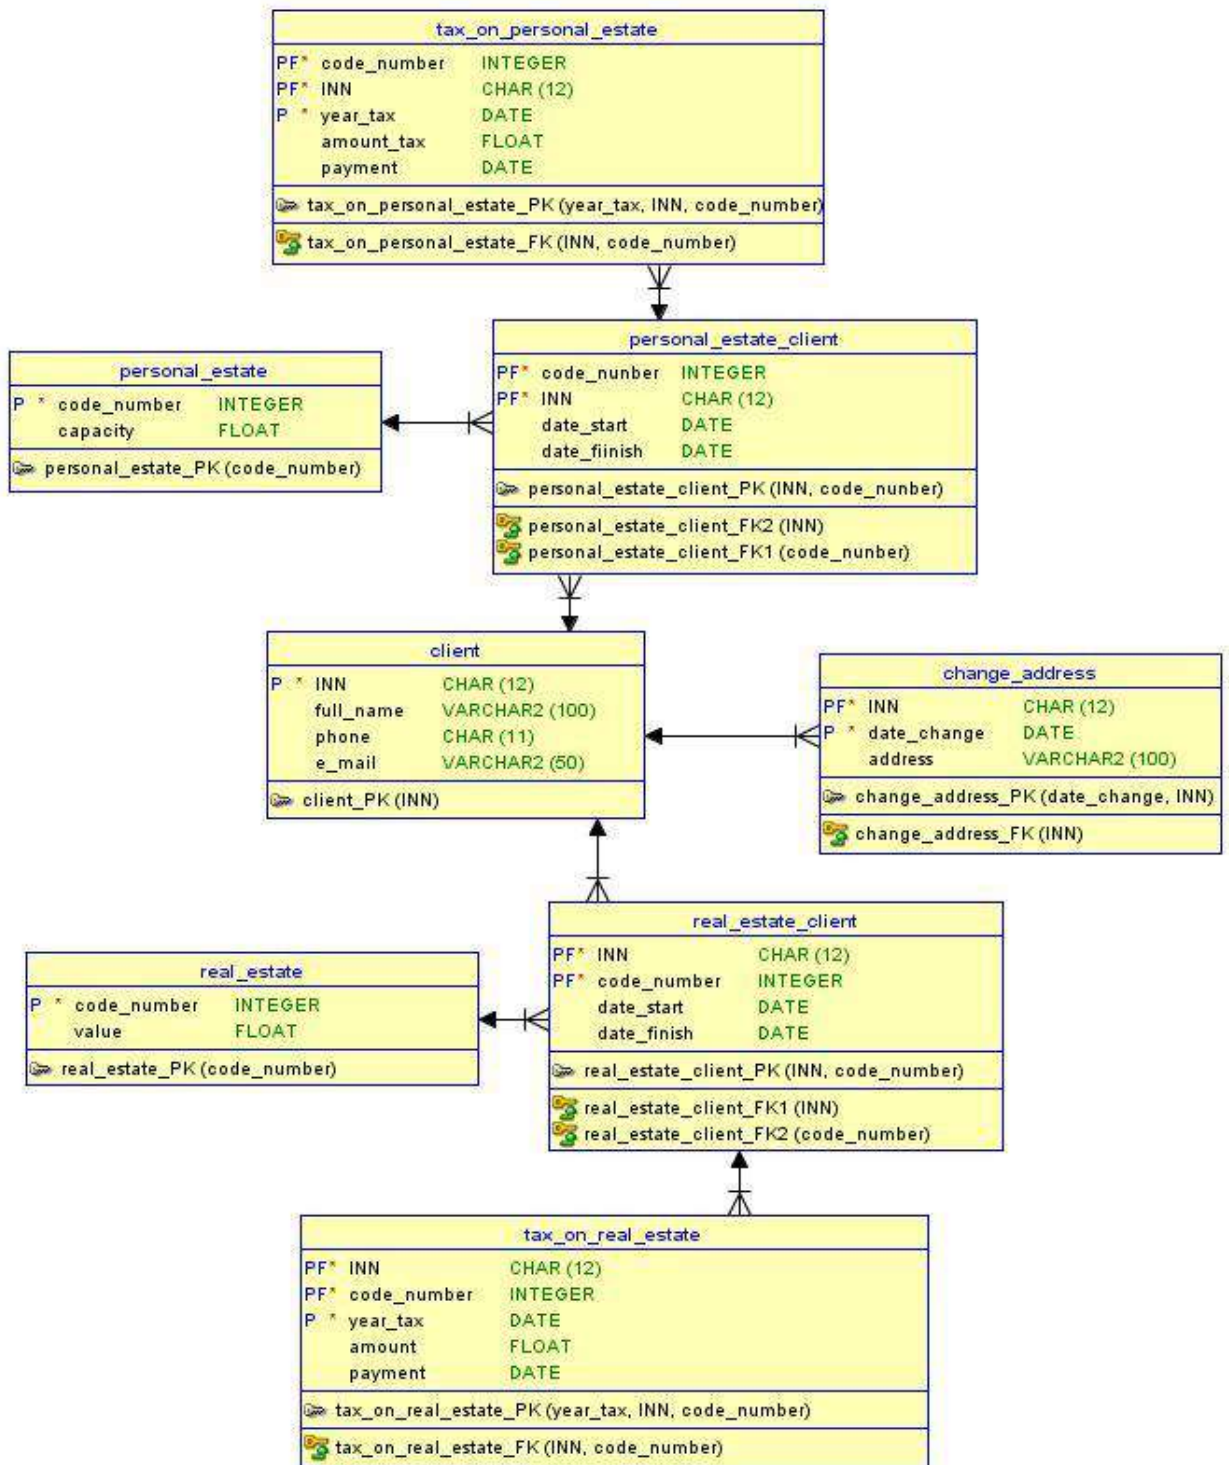 tax_on_personal_estate
PF* code_number INTEGER
PF* INN CHAR (12)
P * year_tax DATE
amount_tax FLOAT
payment DATE
tax_on_personal_estate_PK (year_tax, INN, code_number)
tax_on_personal_estate_FK (INN, code_number)
personal_estate_client
PF* code_nunber INTEGER
PF* INN CHAR (12)
date_start DATE
date_fiinish DATE
personal_estate_client_PK (INN, code_nunber)
personal_estate_client_FK2 (INN)
personal_estate_client_FK1 (code_nunber)
personal_estate
P * code_number INTEGER
capacity FLOAT
personal_estate_PK (code_number)
client
P * INN CHAR (12)
full_name VARCHAR2 (100)
phone CHAR (11)
e_mail VARCHAR2 (50)
client_PK (INN)
change_address
PF* INN CHAR (12)
P * date_change DATE
address VARCHAR2 (100)
change_address_PK (date_change, INN)
change_address_FK (INN)
real_estate_client
PF* INN CHAR (12)
PF* code_number INTEGER
date_start DATE
date_finish DATE
real_estate_client_PK (INN, code_number)
real_estate_client_FK1 (INN)
real_estate_client_FK2 (code_number)
real_estate
P * code_number INTEGER
value FLOAT
real_estate_PK (code_number)
tax_on_real_estate
PF* INN CHAR (12)
PF* code_number INTEGER
P * year_tax DATE
amount FLOAT
payment DATE
tax_on_real_estate_PK (year_tax, INN, code_number)
tax_on_real_estate_FK (INN, code_number)